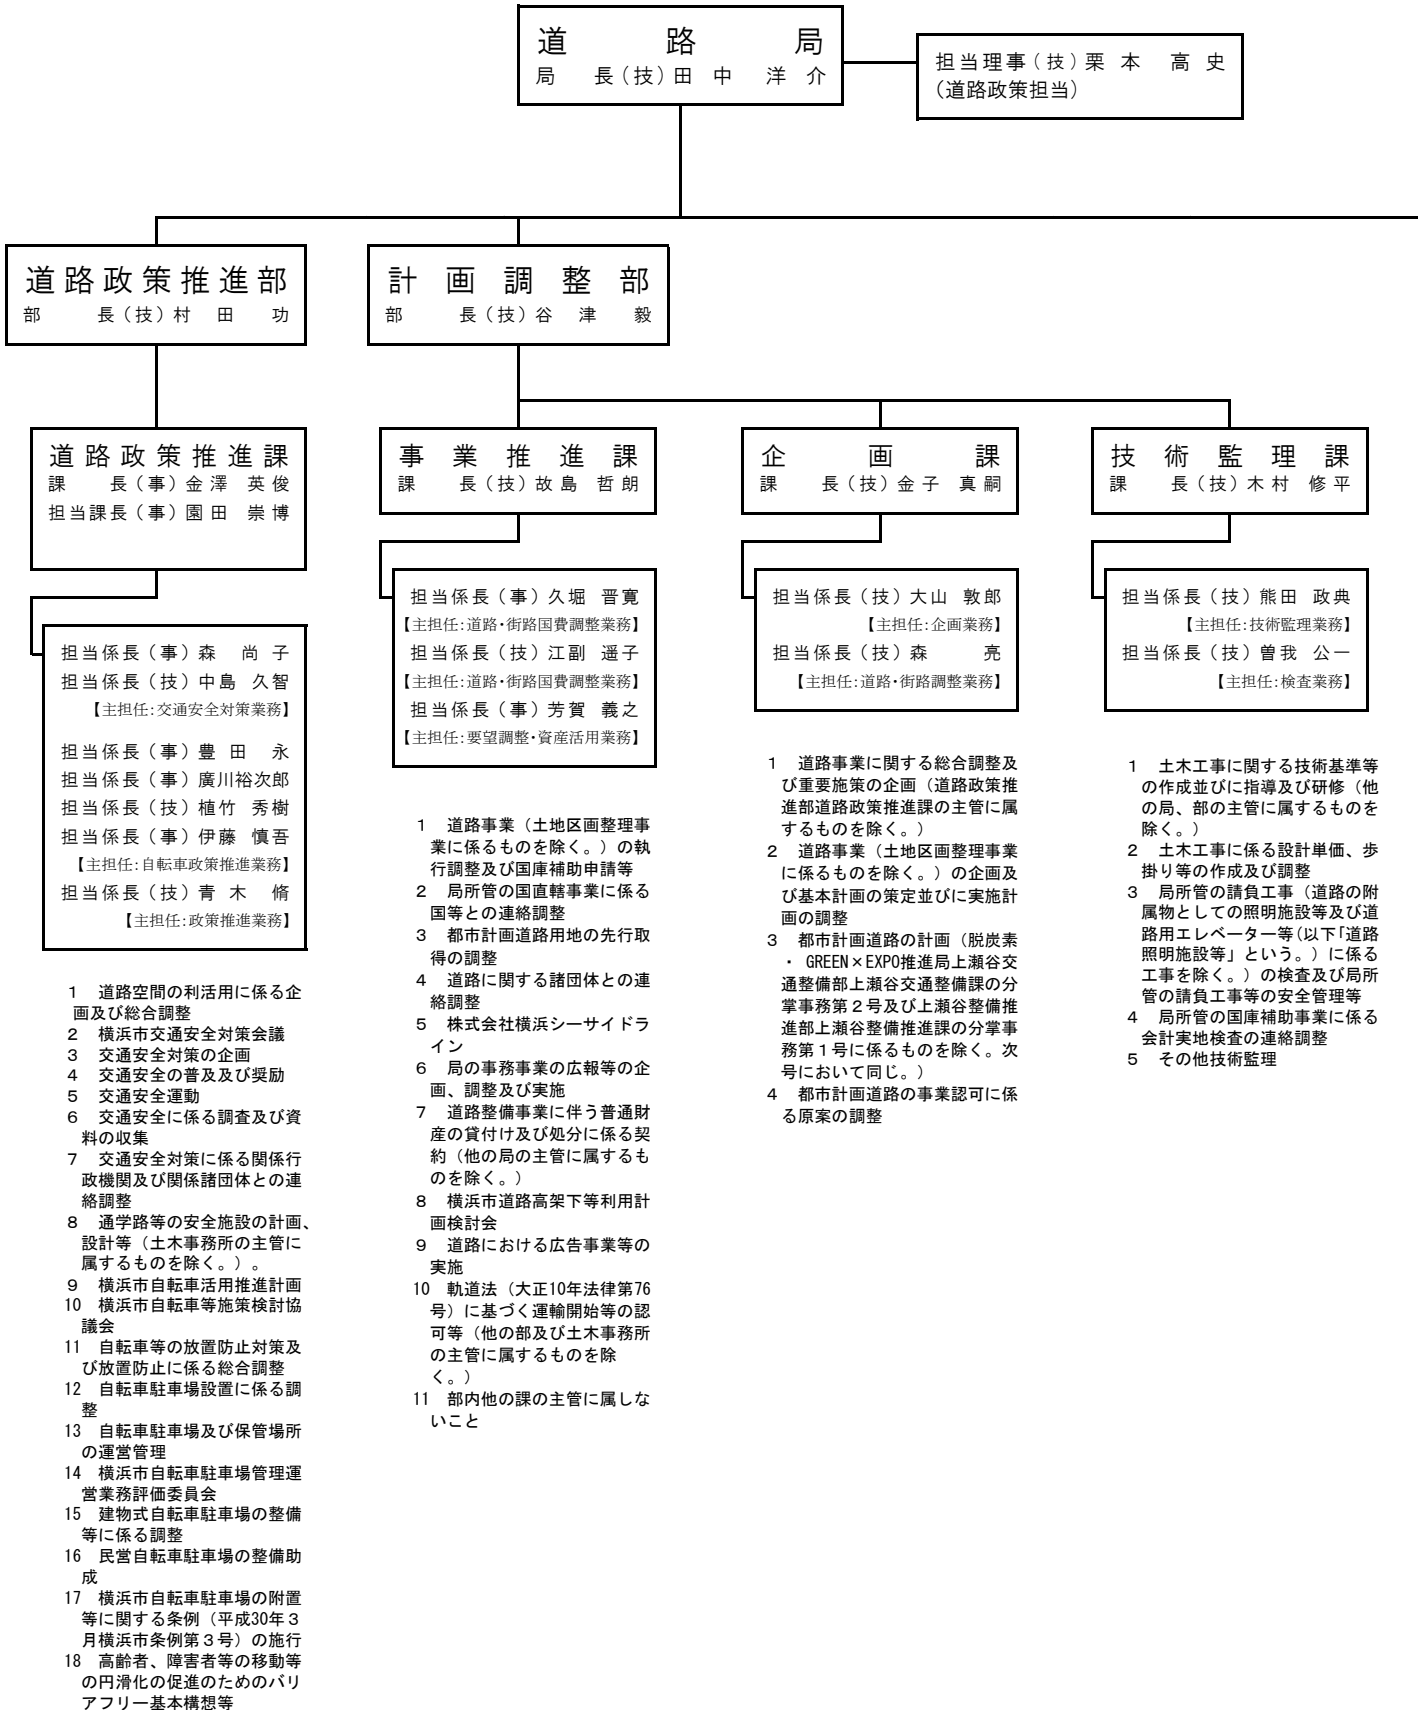 道路局
局長(技)田中洋介
担当理事(技)栗本高史
(道路政策担当)
道路政策推進部
部長(技)村田功
計画調整部
部長(技)谷津毅
道路政策推進課
課長(事)金澤英俊
担当課長(事)園田崇博
事業推進課
課長(技)故島哲朗
企画課
課長(技)金子真嗣
技術監理課
課長(技)木村修平
担当係長(事)森尚子
担当係長(技)中島久智
【主担任:交通安全対策業務】
担当係長(事)豊田永
担当係長(事)廣川裕次郎
担当係長(技)植竹秀樹
担当係長(事)伊藤慎吾
【主担任:自転車政策推進業務】
担当係長(技)青木脩
【主担任:政策推進業務】
1 道路空間の利活用に係る企
画及び総合調整
2 横浜市交通安全対策会議
3 交通安全対策の企画
4 交通安全の普及及び奨励
5 交通安全運動
6 交通安全に係る調査及び資
料の収集
7 交通安全対策に係る関係行
政機関及び関係諸団体との連
絡調整
8 通学路等の安全施設の計画、
設計等(土木事務所の主管に
属するものを除く。)。
9 横浜市自転車活用推進計画
10 横浜市自転車等施策検討協
議会
11 自転車等の放置防止対策及
び放置防止に係る総合調整
12 自転車駐車場設置に係る調
整
13 自転車駐車場及び保管場所
の運営管理
14 横浜市自転車駐車場管理運
営業務評価委員会
15 建物式自転車駐車場の整備
等に係る調整
16 民営自転車駐車場の整備助
成
17 横浜市自転車駐車場の附置
等に関する条例(平成30年3
月横浜市条例第3号)の施行
18 高齢者、障害者等の移動等
の円滑化の促進のためのバリ
アフリー基本構想等
担当係長(事)久堀晋寛
【主担任:道路・街路国費調整業務】
担当係長(技)江副遥子
【主担任:道路・街路国費調整業務】
担当係長(事)芳賀義之
【主担任:要望調整・資産活用業務】
1 道路事業(土地区画整理事
業に係るものを除く。)の執
行調整及び国庫補助申請等
2 局所管の国直轄事業に係る
国等との連絡調整
3 都市計画道路用地の先行取
得の調整
4 道路に関する諸団体との連
絡調整
5 株式会社横浜シーサイドラ
イン
6 局の事務事業の広報等の企
画、調整及び実施
7 道路整備事業に伴う普通財
産の貸付け及び処分に係る契
約(他の局の主管に属するも
のを除く。)
8 横浜市道路高架下等利用計
画検討会
9 道路における広告事業等の
実施
10 軌道法(大正10年法律第76
号)に基づく運輸開始等の認
可等(他の部及び土木事務所
の主管に属するものを除
く。)
11 部内他の課の主管に属しな
いこと
担当係長(技)大山敦郎
【主担任:企画業務】
担当係長(技)森亮
【主担任:道路・街路調整業務】
1 道路事業に関する総合調整及
び重要施策の企画(道路政策推
進部道路政策推進課の主管に属
するものを除く。)
2 道路事業(土地区画整理事業
に係るものを除く。)の企画及
び基本計画の策定並びに実施計
画の調整
3 都市計画道路の計画(脱炭素
・GREEN×EXPO推進局上瀬谷交
通整備部上瀬谷交通整備課の分
掌事務第2号及び上瀬谷整備推
進部上瀬谷整備推進課の分掌事
務第1号に係るものを除く。次
号において同じ。)
4 都市計画道路の事業認可に係
る原案の調整
担当係長(技)熊田政典
【主担任:技術監理業務】
担当係長(技)曽我公一
【主担任:検査業務】
1 土木工事に関する技術基準等
の作成並びに指導及び研修(他
の局、部の主管に属するものを
除く。)
2 土木工事に係る設計単価、歩
掛り等の作成及び調整
3 局所管の請負工事(道路の附
属物としての照明施設等及び道
路用エレベーター等(以下「道路
照明施設等」という。)に係る
工事を除く。)の検査及び局所
管の請負工事等の安全管理等
4 局所管の国庫補助事業に係る
会計実地検査の連絡調整
5 その他技術監理